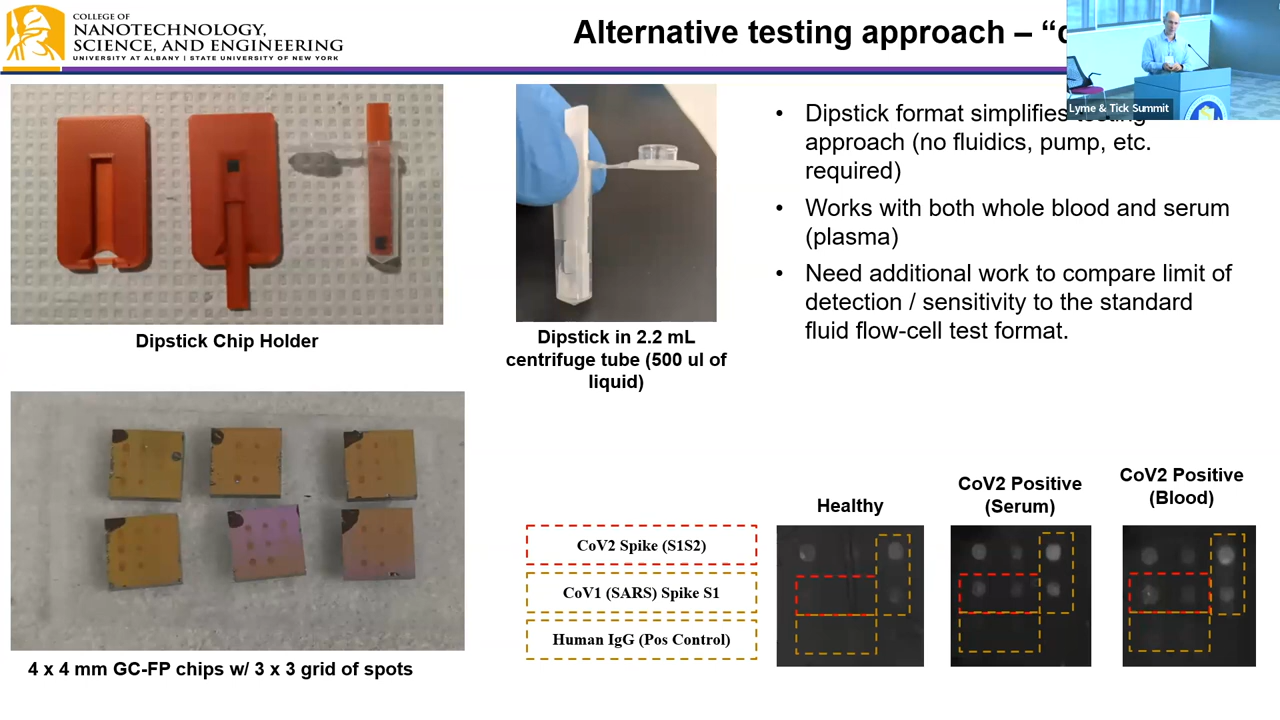 COLLEGE OF
NANOTECHNOLOGY,
SCIENCE, AND ENGINEERING
UNIVERSITY AT ALBANY | STATE UNIVERSITY OF NEW YORK
Alternative testing approach – “
Lyme & Tick Summit
• Dipstick format simplifies testing
approach (no fluidics, pump, etc.
required)
• Works with both whole blood and serum
(plasma)
• Need additional work to compare limit of
detection / sensitivity to the standard
fluid flow-cell test format.
Dipstick Chip Holder
Dipstick in 2.2 mL
centrifuge tube (500 ul of
liquid)
4 x 4 mm GC-FP chips w/ 3 x 3 grid of spots
Healthy
CoV2 Positive
(Serum)
CoV2 Positive
(Blood)
CoV2 Spike (S1S2)
CoV1 (SARS) Spike S1
Human IgG (Pos Control)